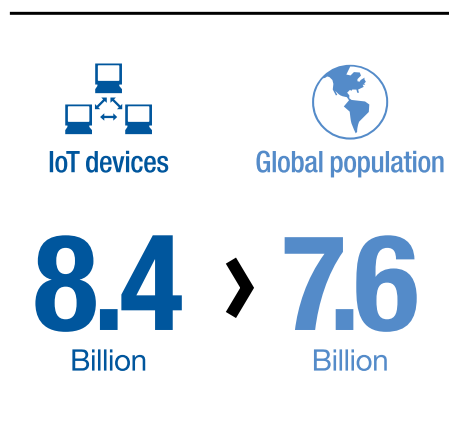 IoT devices
Global population
8.4 › 7.6
Billion
Billion